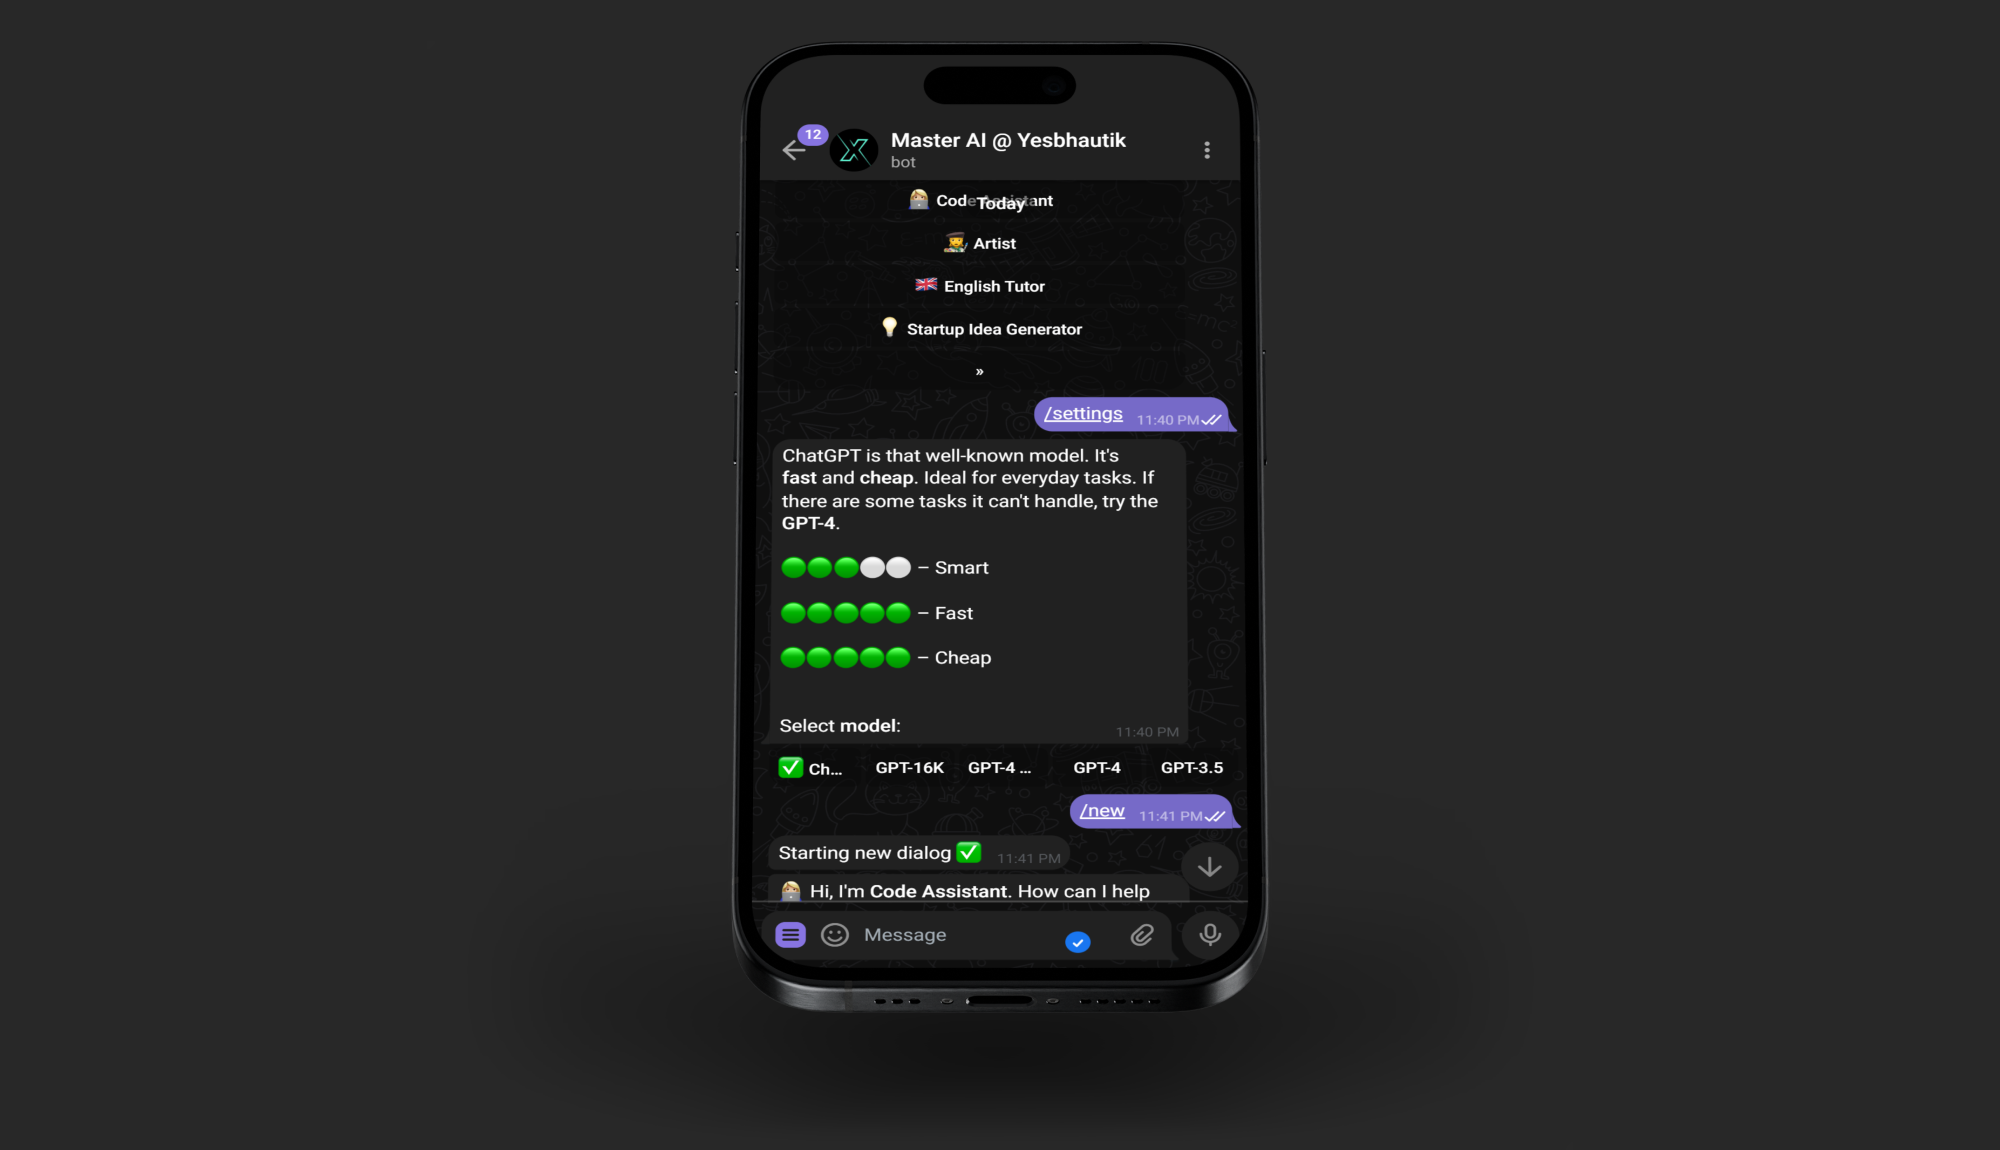 12
Master AI @ Yesbhautik
bot
👩🏼‍💻 Code Assistant
Today
👩‍🎨 Artist
🇬🇧 English Tutor
💡 Startup Idea Generator
»
/settings 11:40 PM
ChatGPT is that well-known model. It's
fast and cheap. Ideal for everyday tasks. If
there are some tasks it can't handle, try the
GPT-4.
🟢🟢🟢⚪⚪ – Smart
🟢🟢🟢🟢🟢 – Fast
🟢🟢🟢🟢🟢 – Cheap
Select model:
11:40 PM
✅ Ch... GPT-16K GPT-4 ... GPT-4 GPT-3.5
/new 11:41 PM
Starting new dialog ✅ 11:41 PM
👩🏼‍💻 Hi, I'm Code Assistant. How can I help
Message